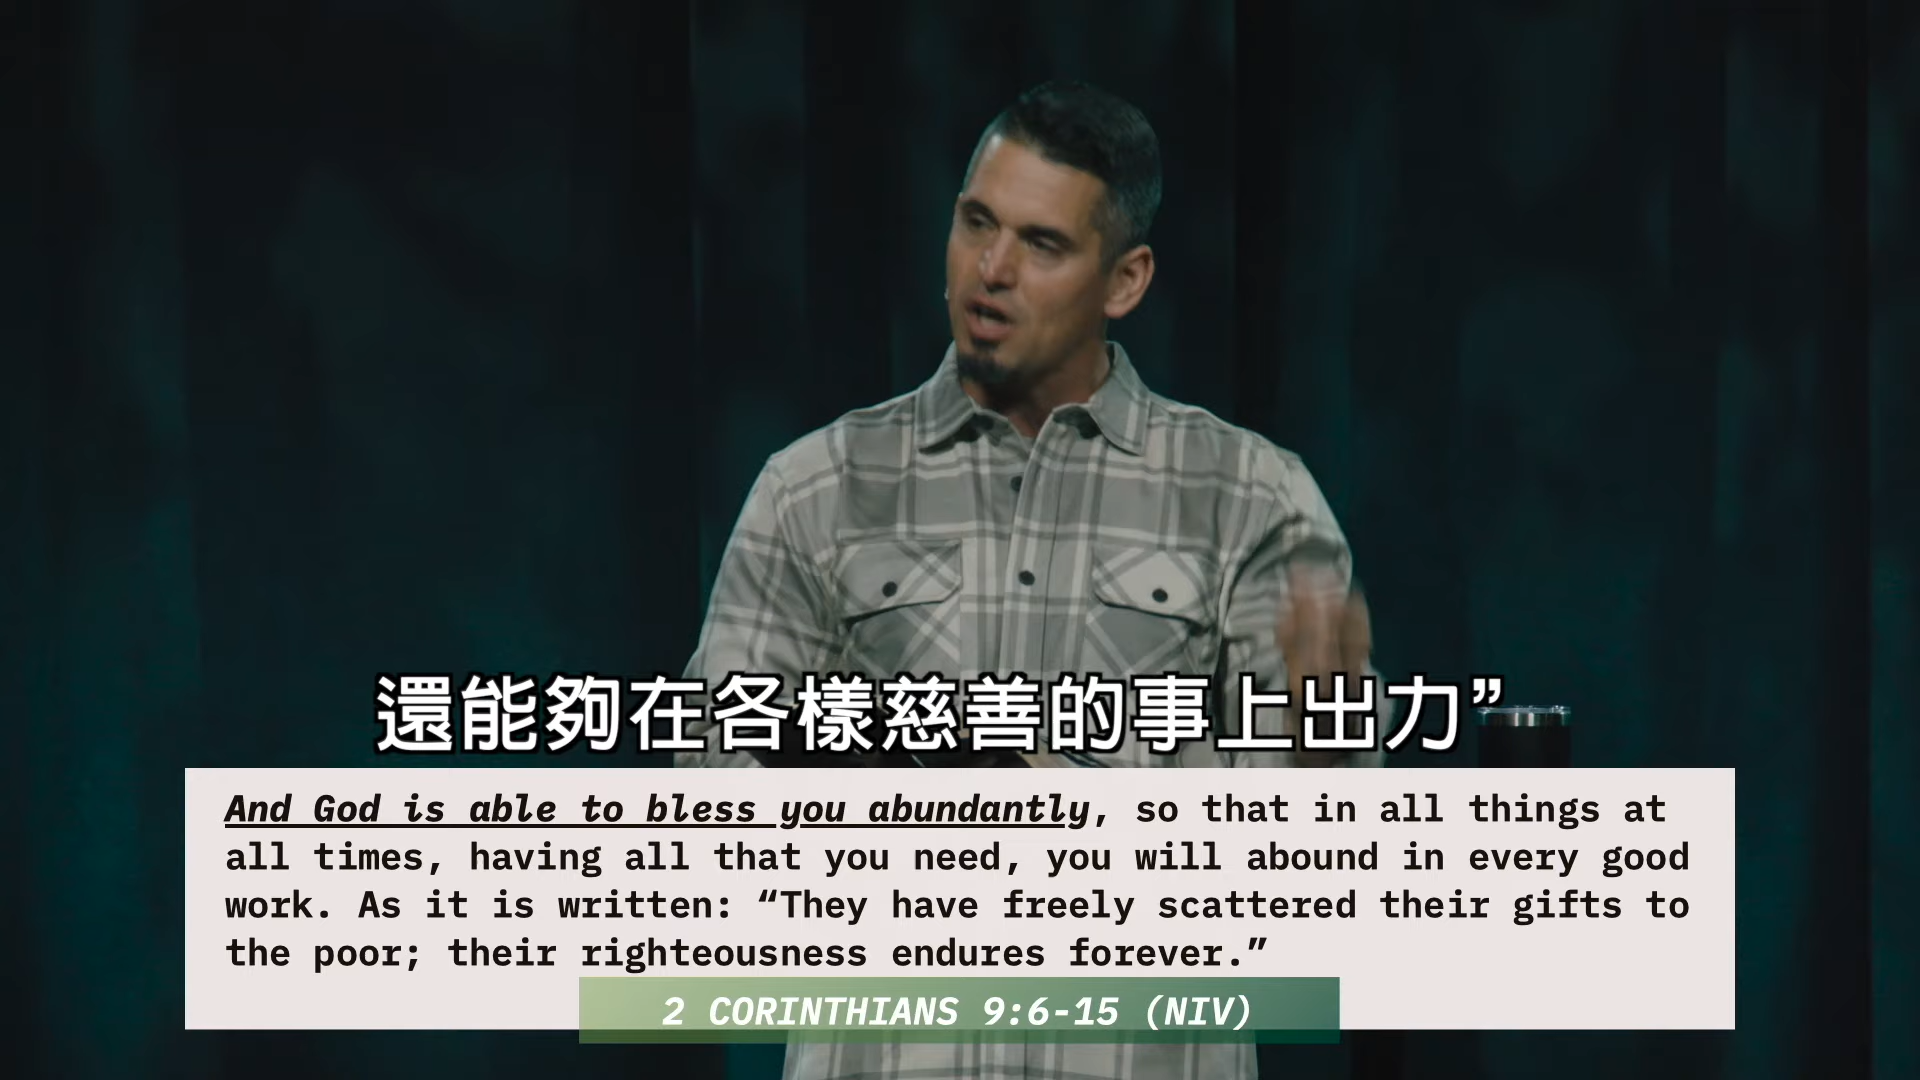 還能夠在各樣慈善的事上出力”
And God is able to bless you abundantly, so that in all things at
all times, having all that you need, you will abound in every good
work. As it is written: “They have freely scattered their gifts to
the poor; their righteousness endures forever.”
2 CORINTHIANS 9:6-15 (NIV)